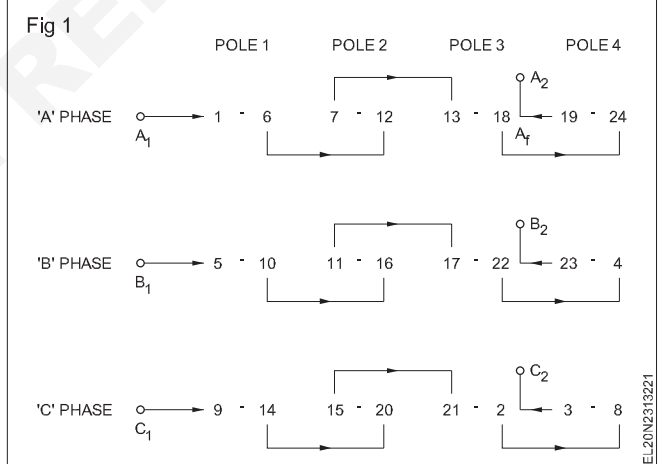 Fig 1
POLE 1 POLE 2 POLE 3 POLE 4
A2
'A' PHASE 1 - 6 7 - 12 13 - 18 19 - 24
A1 Af
B2
'B' PHASE 5 - 10 11 - 16 17 - 22 23 - 4
B1
C2
'C' PHASE 9 - 14 15 - 20 21 - 2 3 - 8
C1
EL20N2313221